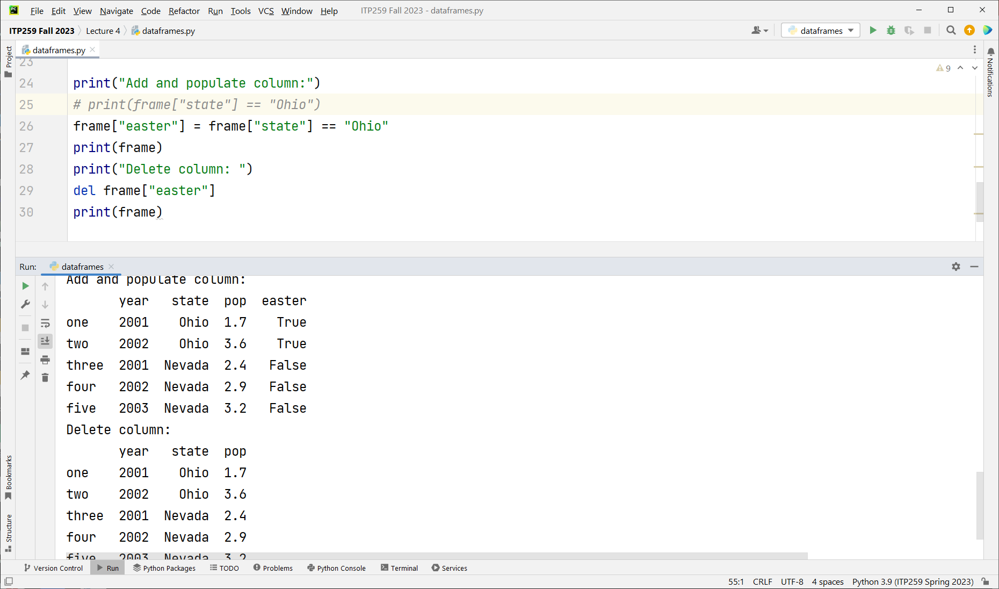 File Edit View Navigate Code Refactor Run Tools VCS Window Help ITP259 Fall 2023 - dataframes.py
ITP259 Fall 2023 Lecture 4 dataframes.py dataframes
Project
dataframes.py
Notifications
23
9
24 print("Add and populate column:")
25 # print(frame["state"] == "Ohio")
26 frame["easter"] = frame["state"] == "Ohio"
27 print(frame)
28 print("Delete column: ")
29 del frame["easter"]
30 print(frame)
Run: dataframes
Add and populate column:
year state pop easter
one 2001 Ohio 1.7 True
two 2002 Ohio 3.6 True
three 2001 Nevada 2.4 False
four 2002 Nevada 2.9 False
five 2003 Nevada 3.2 False
Delete column:
year state pop
one 2001 Ohio 1.7
two 2002 Ohio 3.6
three 2001 Nevada 2.4
four 2002 Nevada 2.9
five 2003 Nevada 3.2
Bookmarks
Structure
Version Control Run Python Packages TODO Problems Python Console Terminal Services
55:1 CRLF UTF-8 4 spaces Python 3.9 (ITP259 Spring 2023)